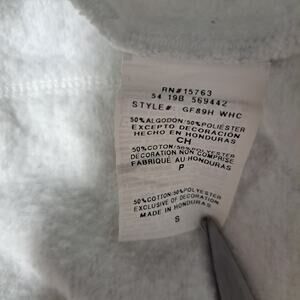 RN#15763
54 19B 569442
STYLE#: GF89H WHC
50%ALGODON/50%POLIESTER
EXCEPTO DECORACION
HECHO EN HONDURAS
CH
50%COTON/50%POLYESTER
DECORATION NON COMPRISE
FABRIQUÉ AU HONDURAS
P
50%COTTON/50%POLYESTER
EXCLUSIVE OF DECORATION
MADE IN HONDURAS
S